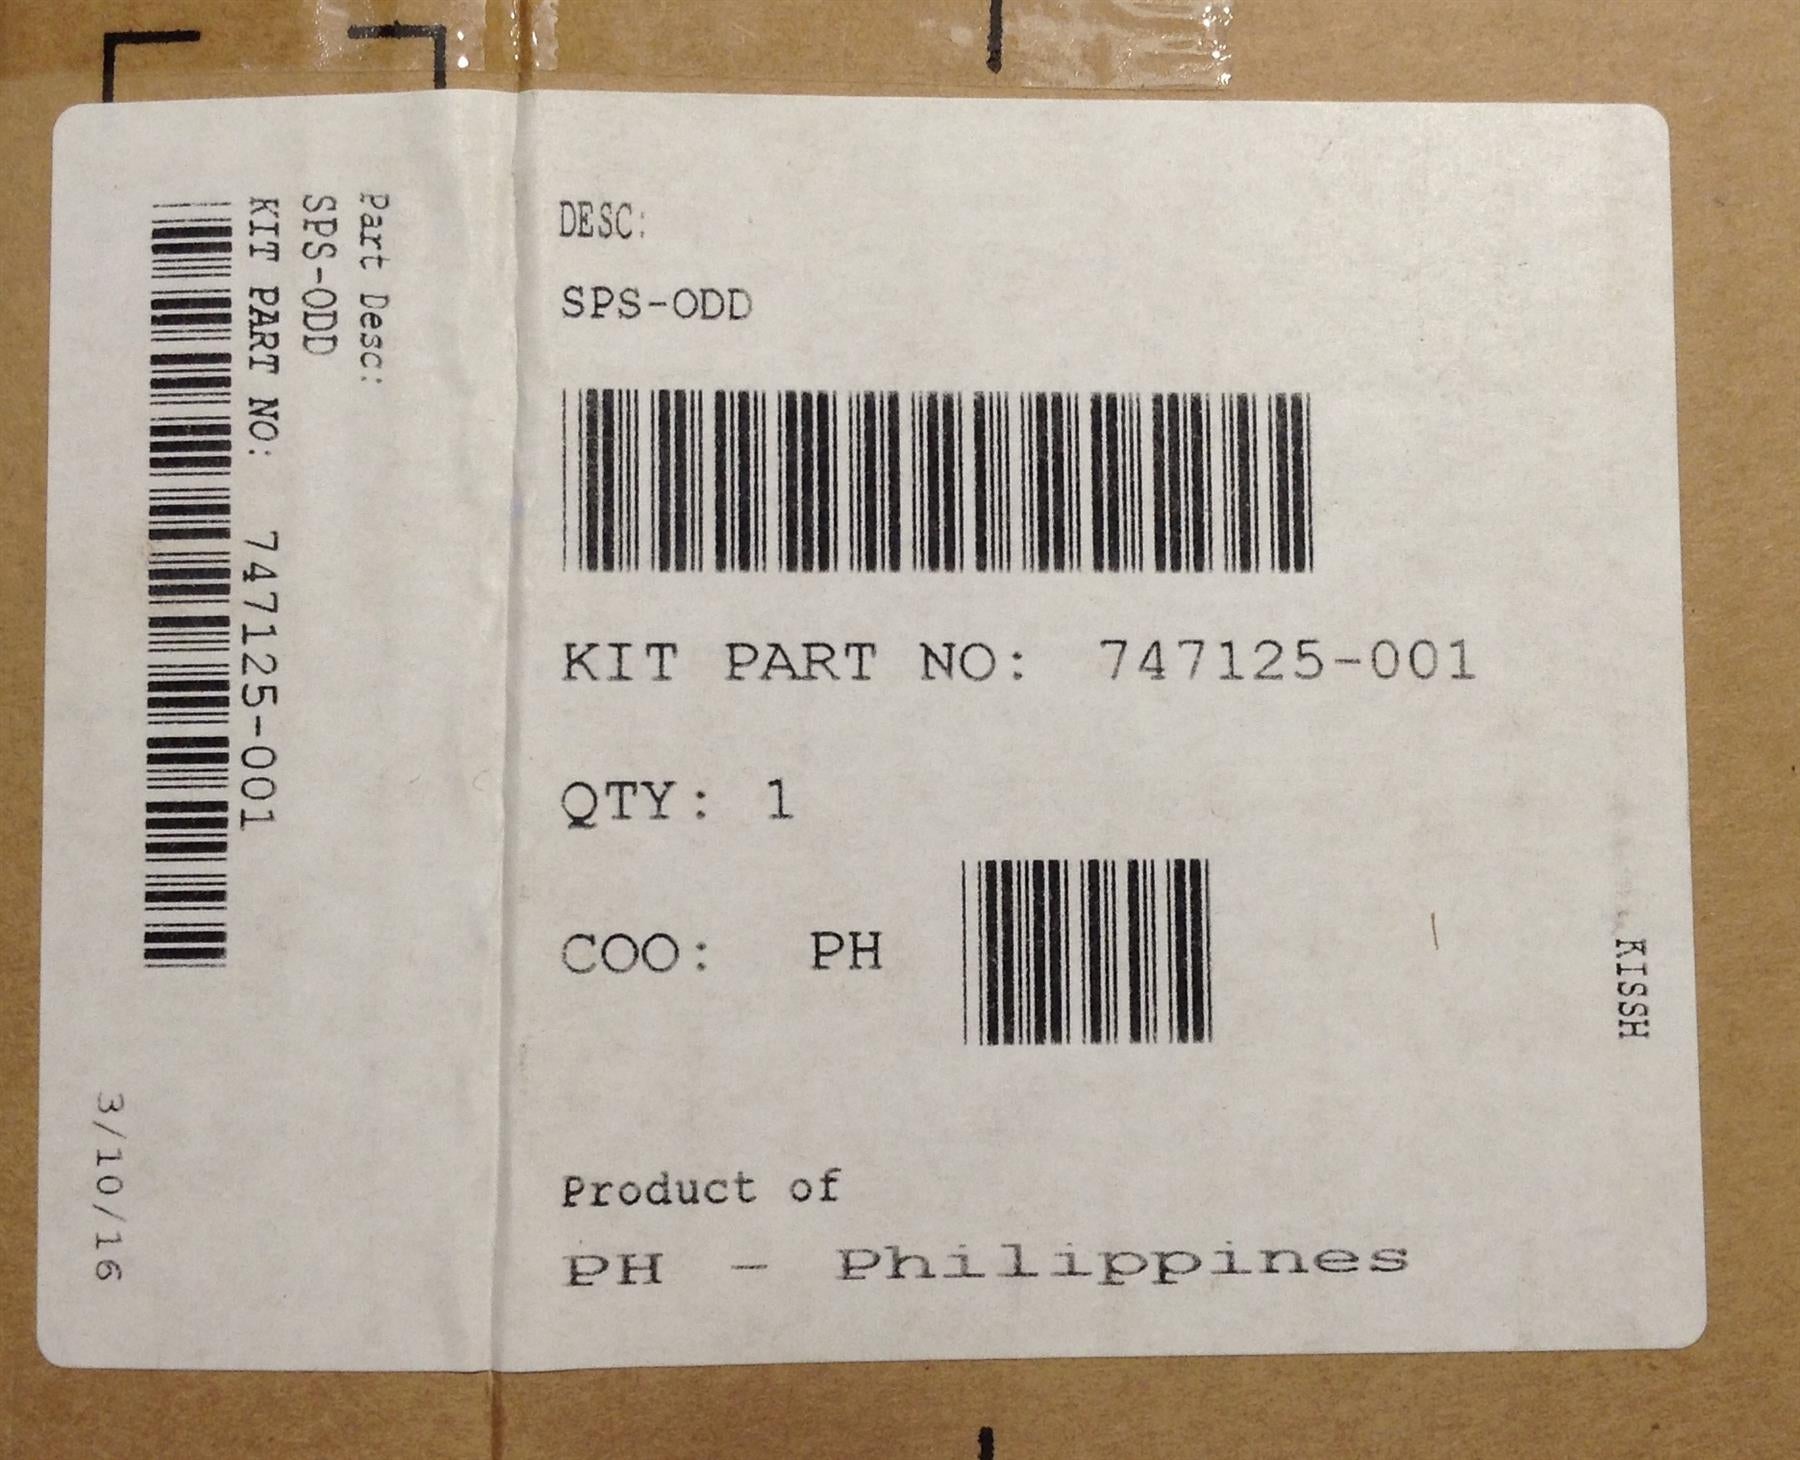 Part Desc:
SPS-ODD
KIT PART NO: 747125-001
3/10/16
DESC:
SPS-ODD
KIT PART NO: 747125-001
QTY: 1
COO: PH
Product of
PH - Philippines
KISSH